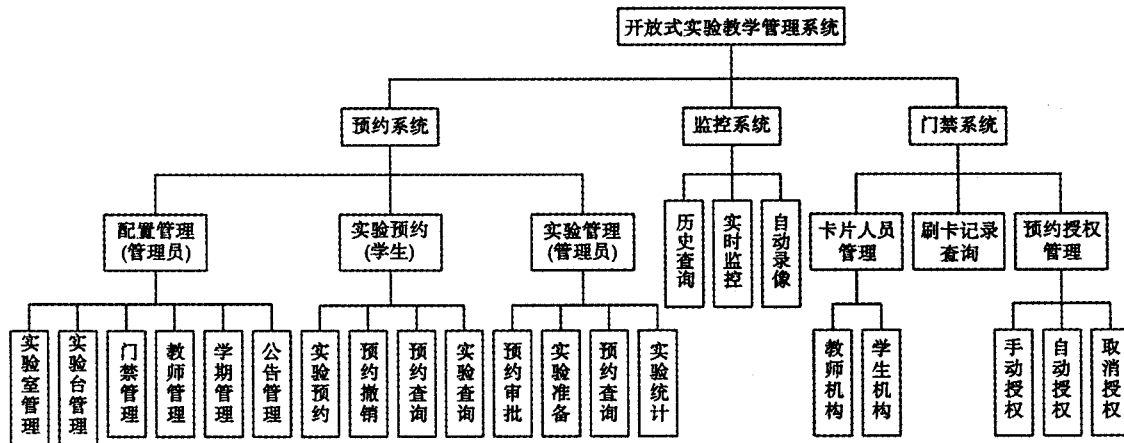 开放式实验教学管理系统
预约系统
监控系统
门禁系统
配置管理
(管理员)
实验预约
(学生)
实验管理
(管理员)
历史查询
实时监控
自动录像
卡片人员
管理
刷卡记录
查询
预约授权
管理
实验室管理
实验台管理
门禁管理
教师管理
学期管理
公告管理
实验预约
预约撤销
预约查询
实验查询
预约审批
实验准备
预约查询
实验统计
教师机构
学生机构
手动授权
自动授权
取消授权